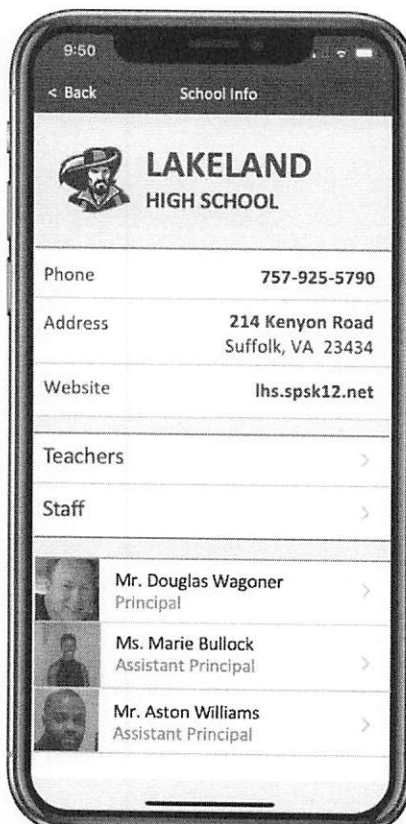 9:50
< Back School Info
LAKELAND
HIGH SCHOOL
Phone 757-925-5790
Address 214 Kenyon Road
Suffolk, VA 23434
Website lhs.spsk12.net
Teachers >
Staff >
Mr. Douglas Wagoner
Principal >
Ms. Marie Bullock
Assistant Principal >
Mr. Aston Williams
Assistant Principal >